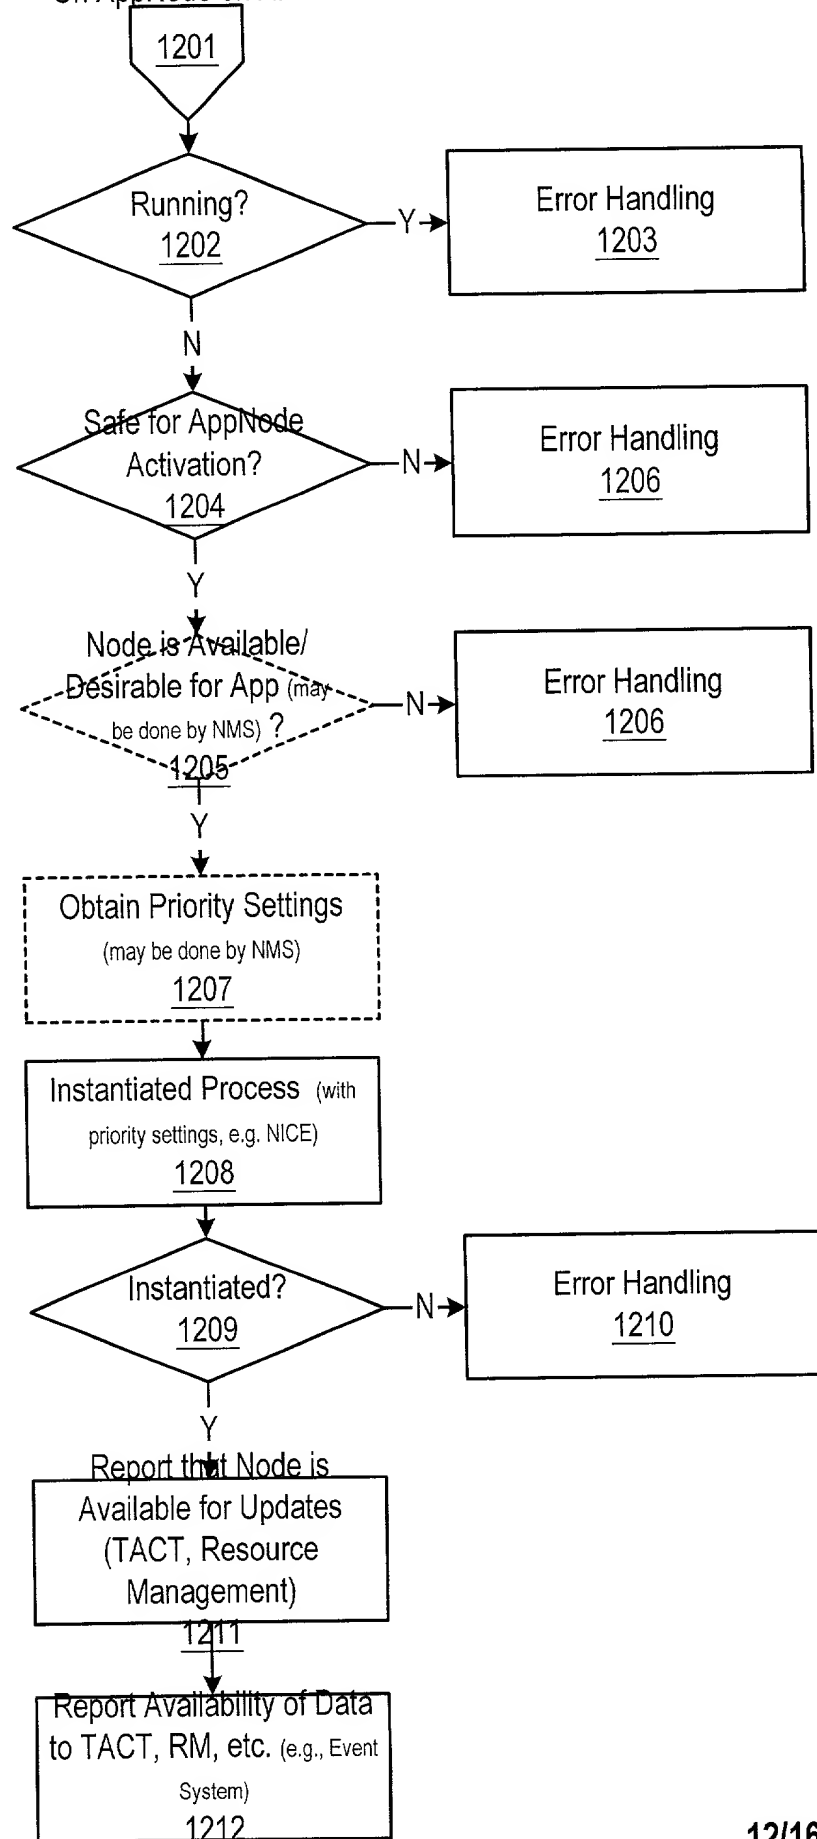 On AppNode
1201
Running?
1202
Y
Error Handling
1203
N
Safe for AppNode
Activation?
1204
N
Error Handling
1206
Y
Node is Available/
Desirable for App (may
be done by NMS) ?
1205
N
Error Handling
1206
Y
Obtain Priority Settings
(may be done by NMS)
1207
Instantiated Process (with
priority settings, e.g. NICE)
1208
Instantiated?
1209
N
Error Handling
1210
Y
Report that Node is
Available for Updates
(TACT, Resource
Management)
1211
Report Availability of Data
to TACT, RM, etc. (e.g., Event
System)
1212
12/16